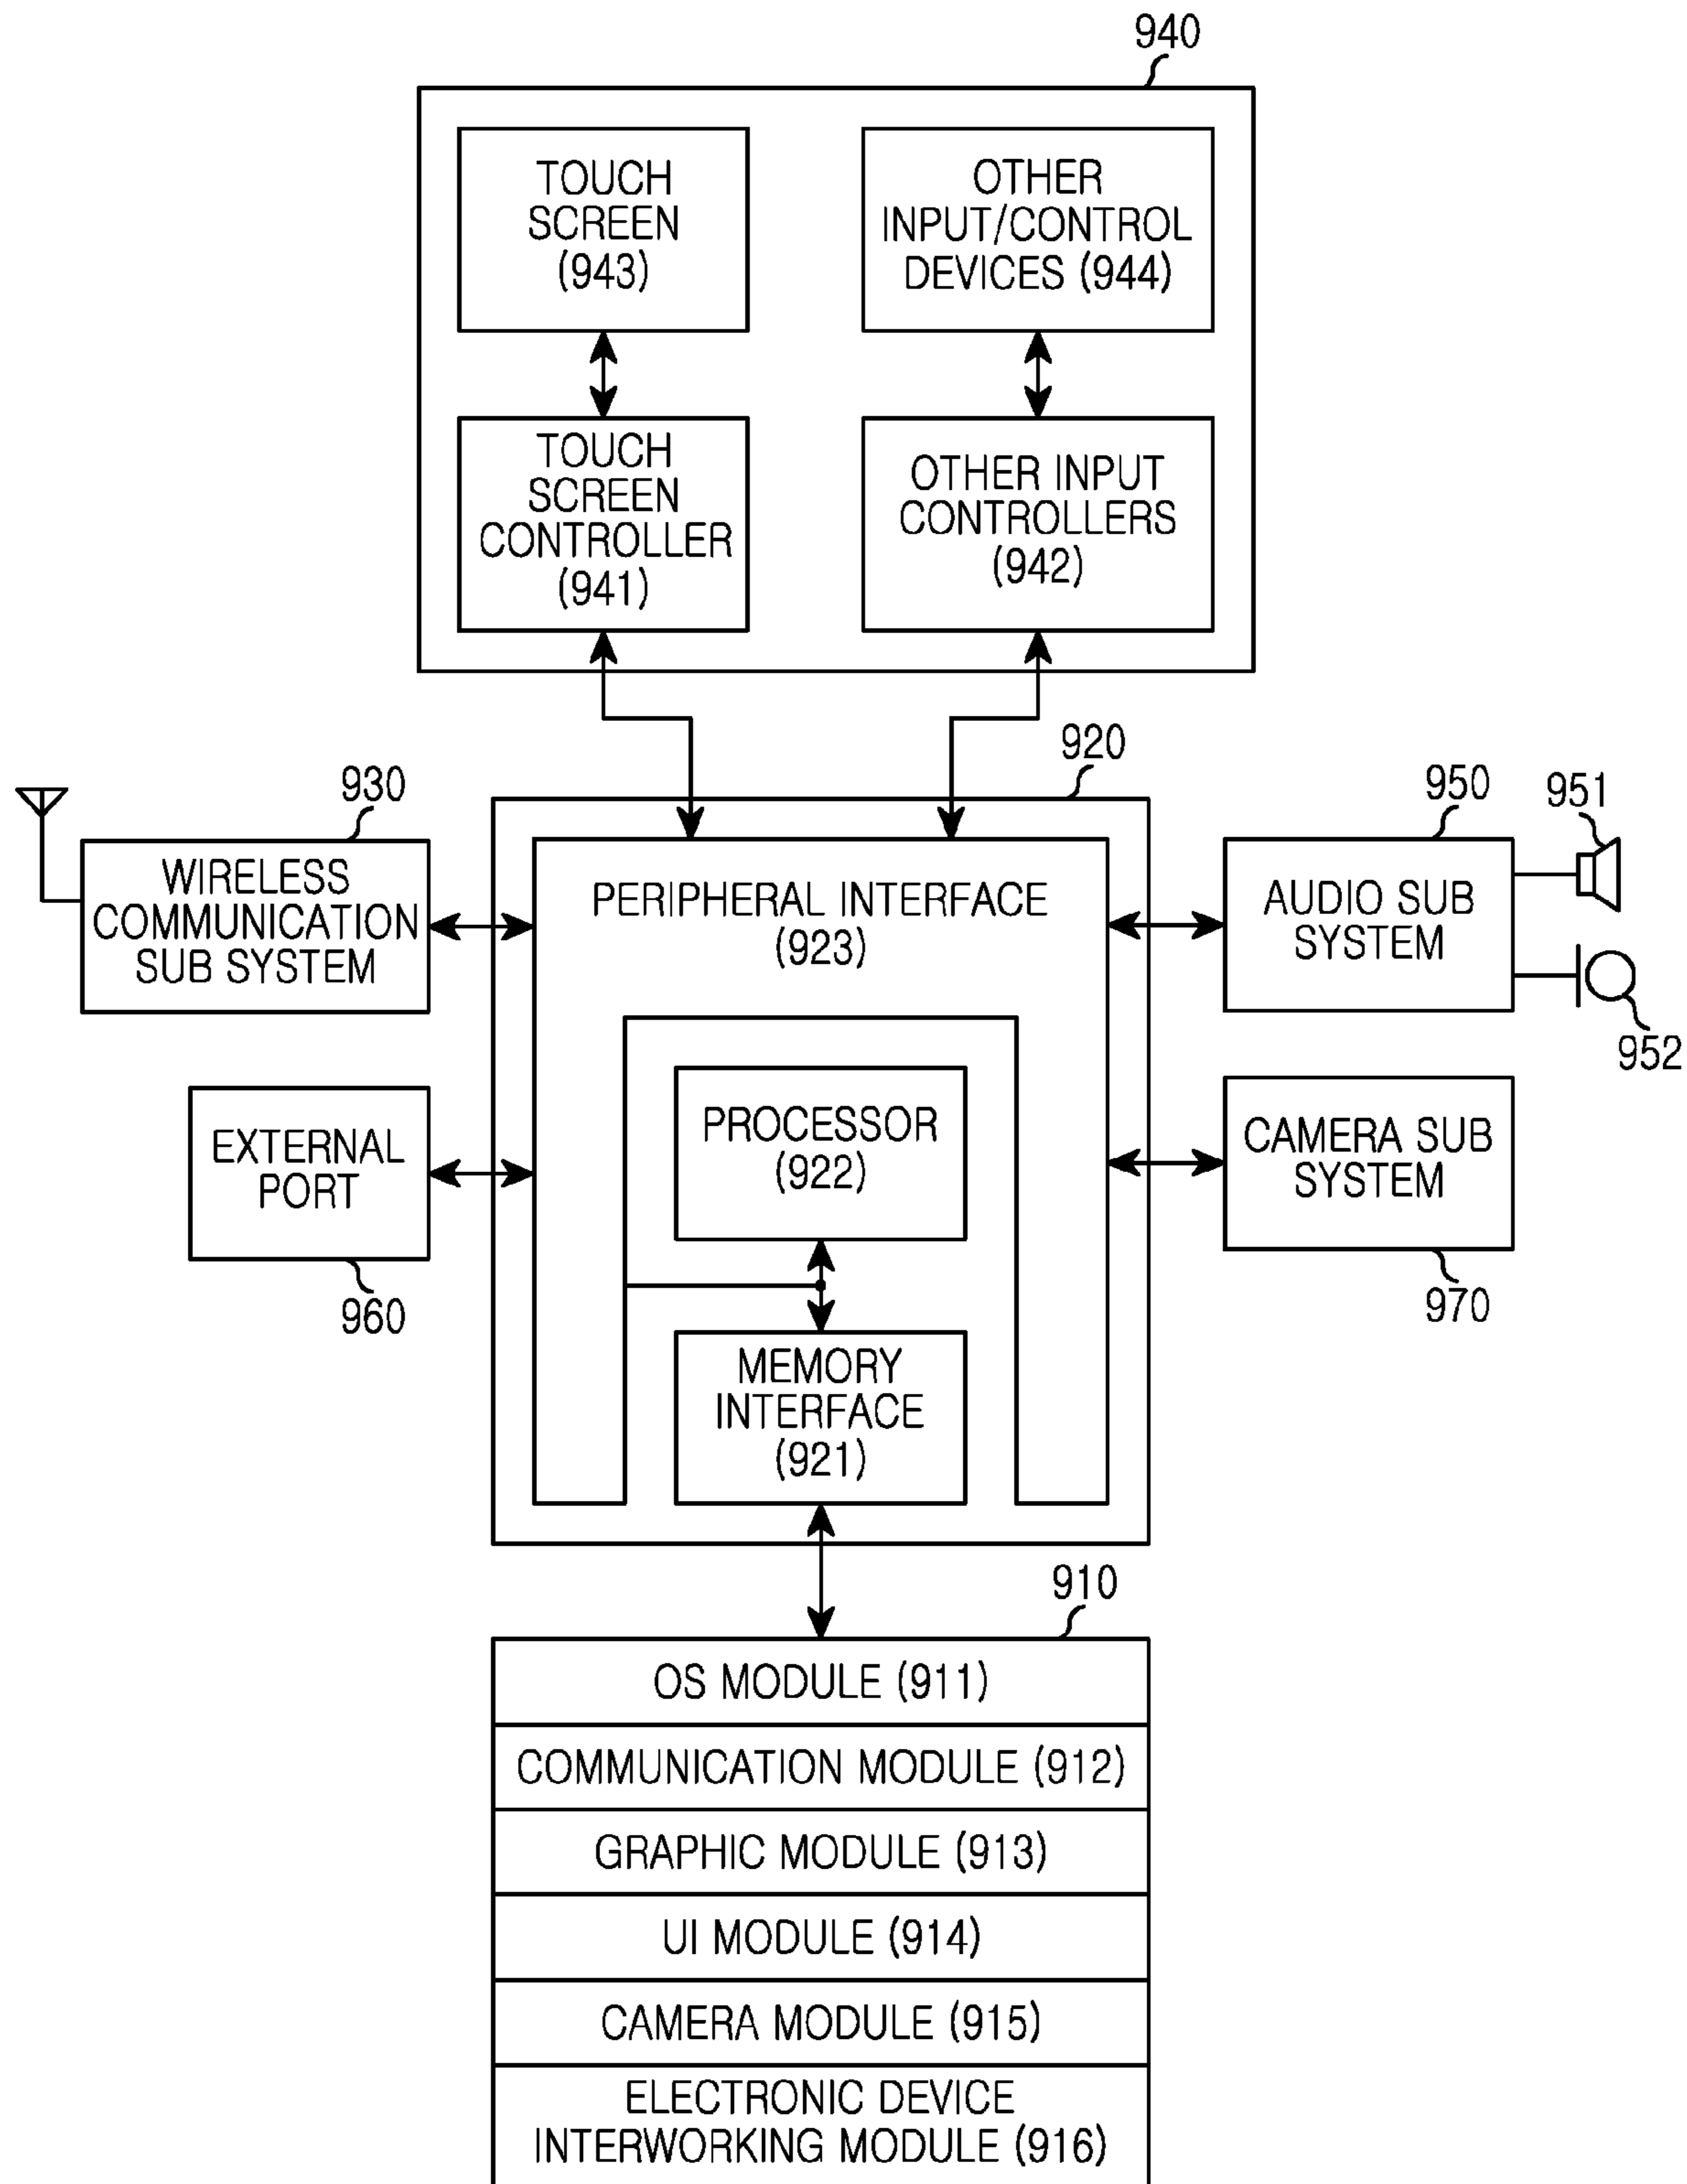 940
TOUCH
SCREEN
(943)
OTHER
INPUT/CONTROL
DEVICES (944)
TOUCH
SCREEN
CONTROLLER
(941)
OTHER INPUT
CONTROLLERS
(942)
920
930
WIRELESS
COMMUNICATION
SUB SYSTEM
PERIPHERAL INTERFACE
(923)
950
951
AUDIO SUB
SYSTEM
952
EXTERNAL
PORT
960
PROCESSOR
(922)
CAMERA SUB
SYSTEM
970
MEMORY
INTERFACE
(921)
910
OS MODULE (911)
COMMUNICATION MODULE (912)
GRAPHIC MODULE (913)
UI MODULE (914)
CAMERA MODULE (915)
ELECTRONIC DEVICE
INTERWORKING MODULE (916)